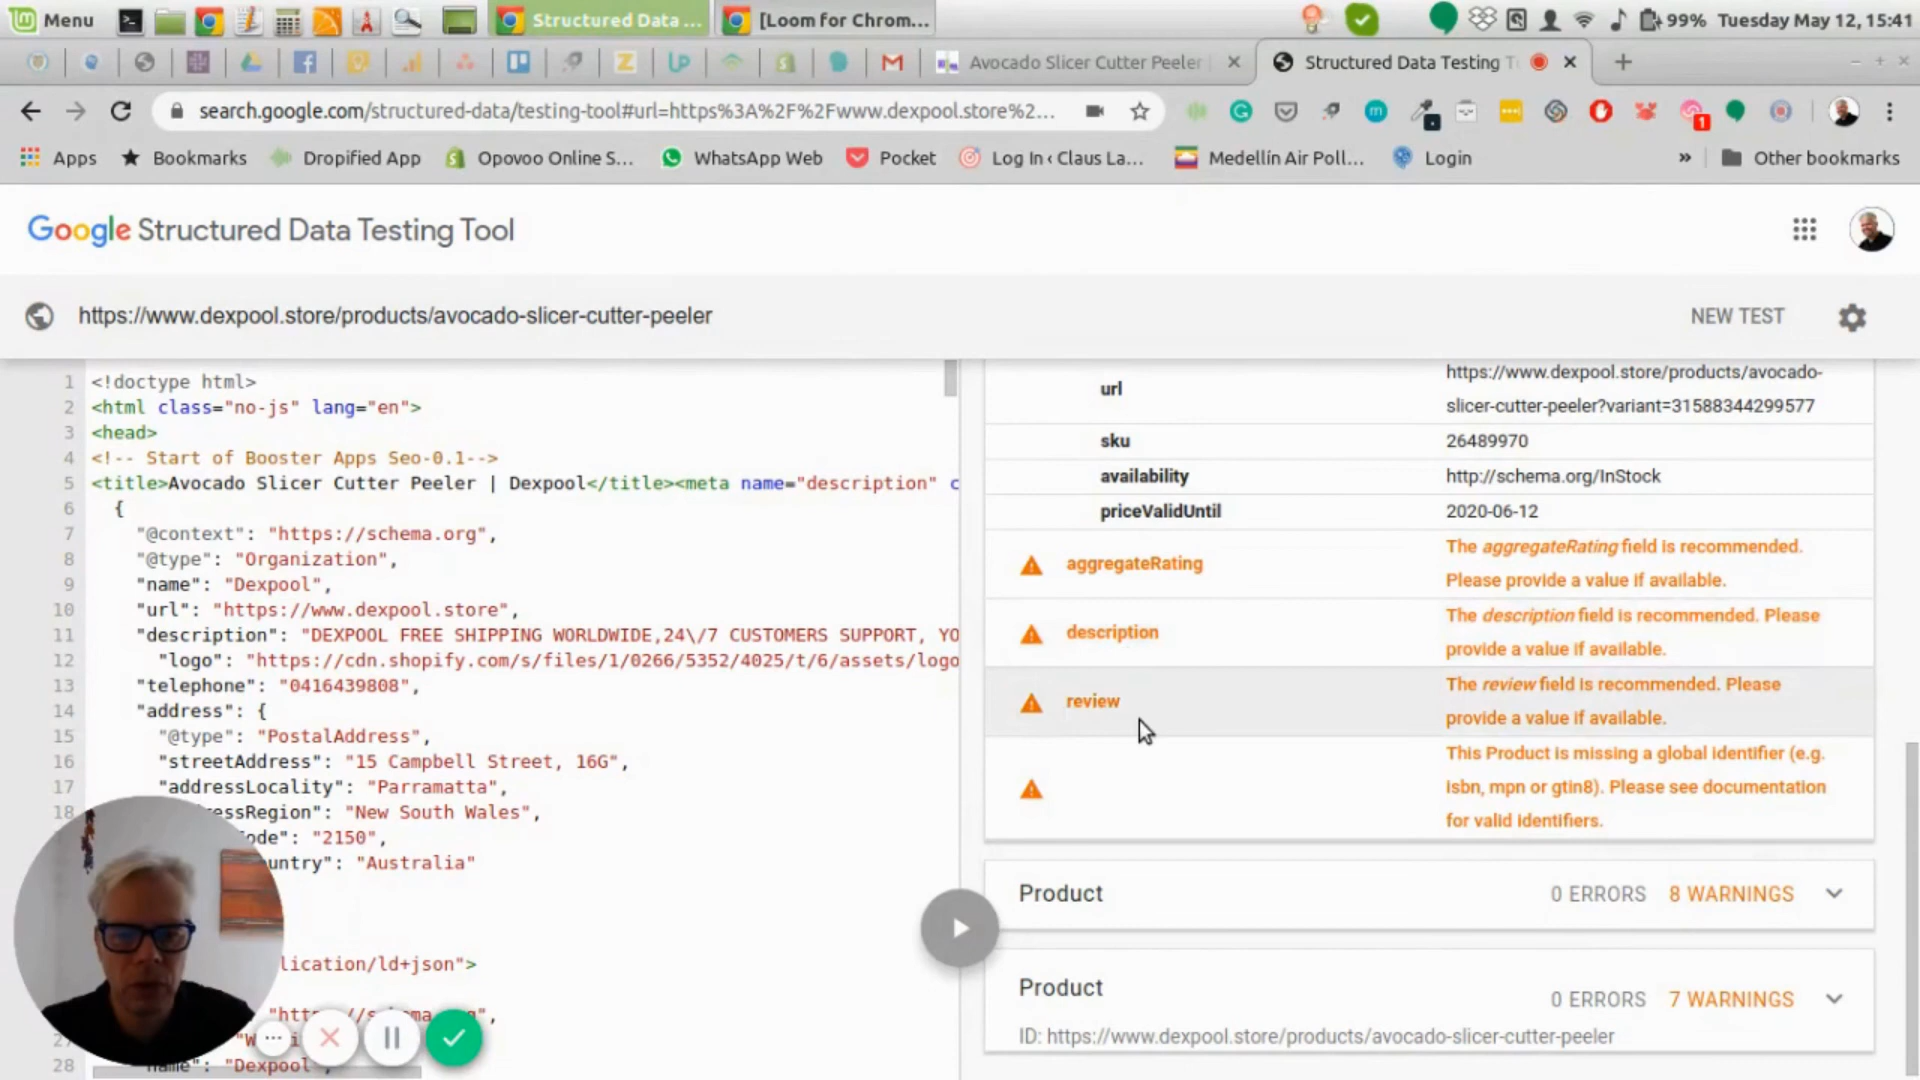 Menu
Structured Data ...
[Loom for Chrom...
99%
Tuesday May 12, 15:41
Avocado Slicer Cutter Peeler
Structured Data Testing T
search.google.com/structured-data/testing-tool#url=https%3A%2F%2Fwww.dexpool.store%2...
1
Apps
Bookmarks
Dropified App
Opovoo Online S...
WhatsApp Web
Pocket
Log In ‹ Claus La...
Medellín Air Poll...
Login
»
Other bookmarks
Google Structured Data Testing Tool
https://www.dexpool.store/products/avocado-slicer-cutter-peeler
NEW TEST
1 <!doctype html>
2 <html class="no-js" lang="en">
3 <head>
4 <!-- Start of Booster Apps Seo-0.1-->
5 <title>Avocado Slicer Cutter Peeler | Dexpool</title><meta name="description" c
6 {
7 "@context": "https://schema.org",
8 "@type": "Organization",
9 "name": "Dexpool",
10 "url": "https://www.dexpool.store",
11 "description": "DEXPOOL FREE SHIPPING WORLDWIDE,24\/7 CUSTOMERS SUPPORT, YO
12 "logo": "https://cdn.shopify.com/s/files/1/0266/5352/4025/t/6/assets/logo
13 "telephone": "0416439808",
14 "address": {
15 "@type": "PostalAddress",
16 "streetAddress": "15 Campbell Street, 16G",
17 "addressLocality": "Parramatta",
18 ressRegion": "New South Wales",
ode": "2150",
untry": "Australia"
lication/ld+json">
"htt
28 "name": "Dexpool",
url
https://www.dexpool.store/products/avocado-
slicer-cutter-peeler?variant=31588344299577
sku 26489970
availability http://schema.org/InStock
priceValidUntil 2020-06-12
aggregateRating
The aggregateRating field is recommended.
Please provide a value if available.
description
The description field is recommended. Please
provide a value if available.
review
The review field is recommended. Please
provide a value if available.
This Product is missing a global identifier (e.g.
isbn, mpn or gtin8). Please see documentation
for valid identifiers.
Product 0 ERRORS 8 WARNINGS
Product 0 ERRORS 7 WARNINGS
ID: https://www.dexpool.store/products/avocado-slicer-cutter-peeler